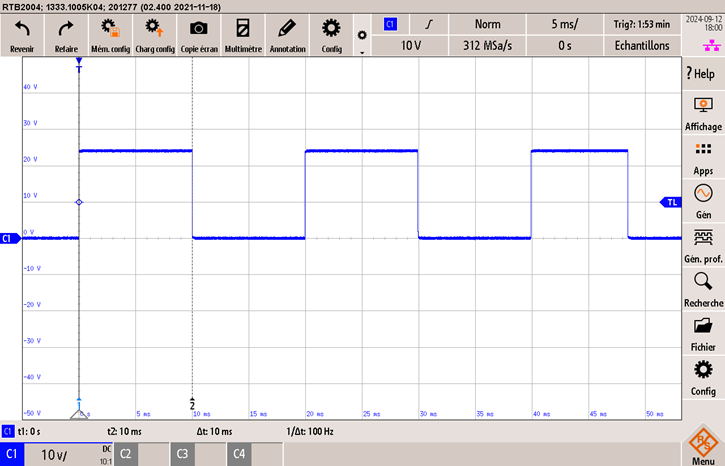 RTB2004; 1333.1005K04; 201277 (02.400 2021-11-18)
Revenir
Refaire
Mém. config
Charg config
Copie écran
Multimètre
Annotation
Config
C1
Norm
5 ms/
Trig?: 1:53 min
10 V
312 MSa/s
0 s
Echantillons
2024-09-12
18:00
? Help
Affichage
Apps
Gén
Gén. prof.
Recherche
Fichier
Config
Menu
T
40 V
30 V
20 V
10 V
0 V
-10 V
-20 V
-30 V
-40 V
-50 V
C1
TL
1
2
0 s
5 ms
10 ms
15 ms
20 ms
25 ms
30 ms
35 ms
40 ms
45 ms
50 ms
C1 t1: 0 s t2: 10 ms Δt: 10 ms 1/Δt: 100 Hz
C1 10 V/ DC 10:1 C2 C3 C4
R&S